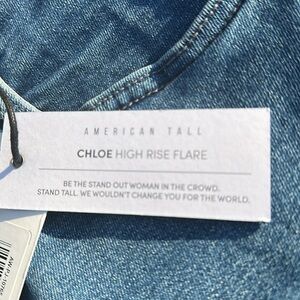 AMERICAN TALL
CHLOE HIGH RISE FLARE
BE THE STAND OUT WOMAN IN THE CROWD.
STAND TALL. WE WOULDN'T CHANGE YOU FOR THE WORLD.